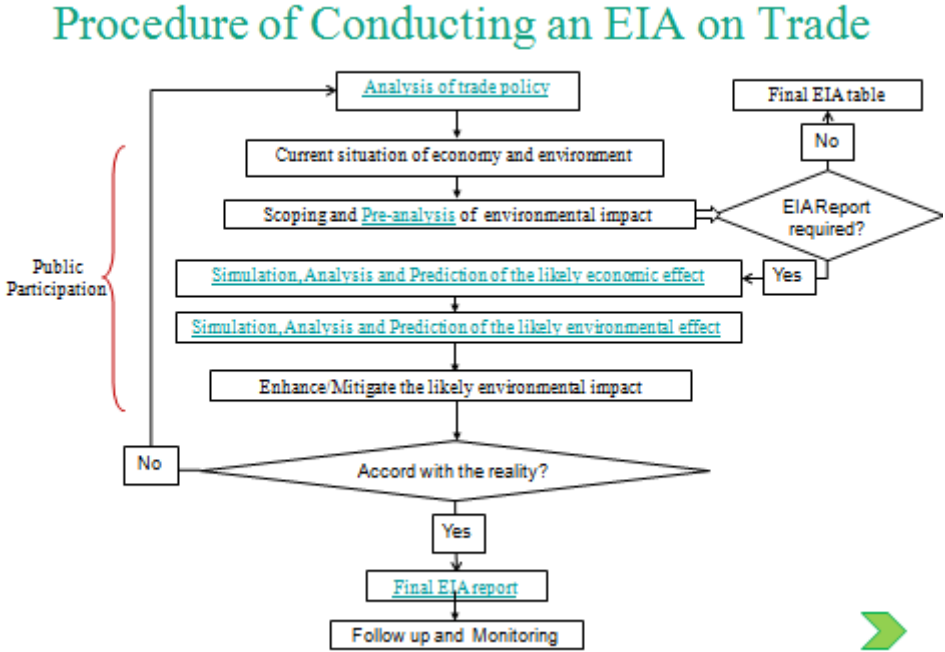 Procedure of Conducting an EIA on Trade
Analysis of trade policy
Final EIA table
No
Current situation of economy and environment
Scoping and Pre-analysis of environmental impact
EIA Report
required?
Public
Participation
Simulation, Analysis and Prediction of the likely economic effect
Yes
Simulation, Analysis and Prediction of the likely environmental effect
Enhance/Mitigate the likely environmental impact
No
Accord with the reality?
Yes
Final EIA report
Follow up and Monitoring